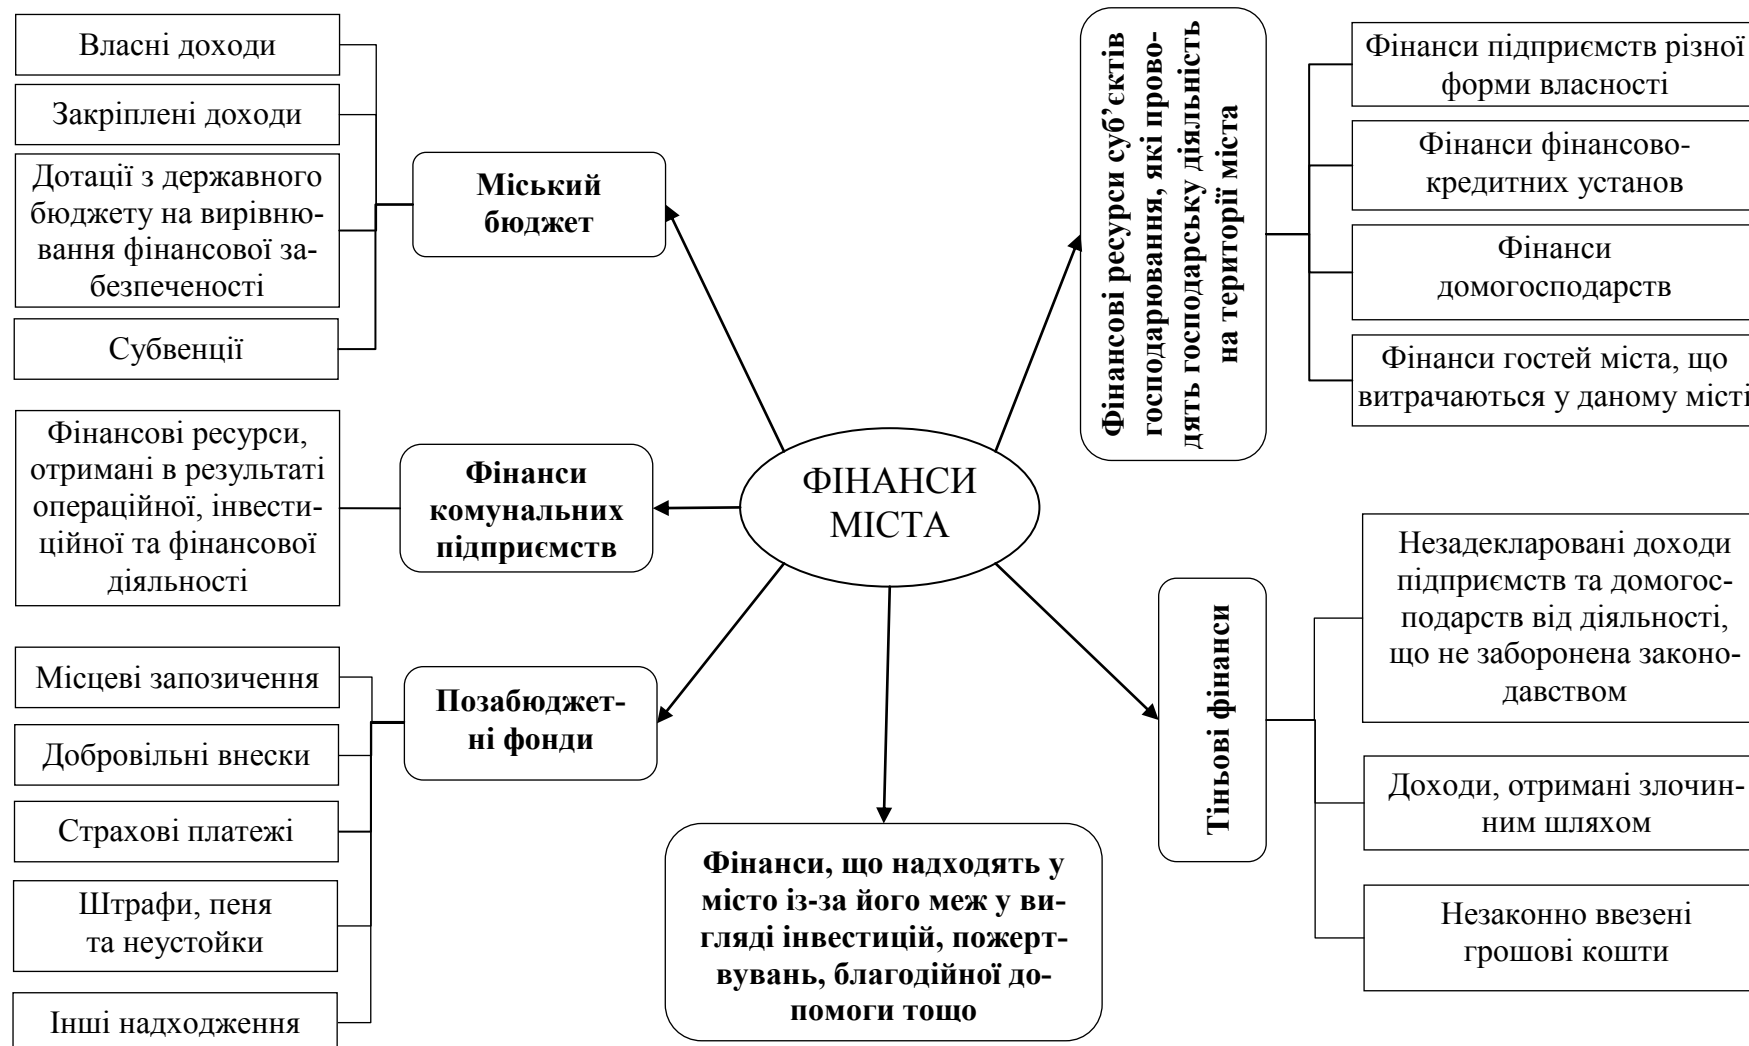 Власні доходи
Закріплені доходи
Дотації з державного
бюджету на вирівню-
вання фінансової за-
безпеченості
Субвенції
Міський
бюджет
Фінансові ресурси,
отримані в результаті
операційної, інвести-
ційної та фінансової
діяльності
Фінанси
комунальних
підприємств
Місцеві запозичення
Добровільні внески
Страхові платежі
Штрафи, пеня
та неустойки
Інші надходження
Позабюджет-
ні фонди
ФІНАНСИ
МІСТА
Фінанси, що надходять у
місто із-за його меж у ви-
гляді інвестицій, пожерт-
вувань, благодійної до-
помоги тощо
Фінансові ресурси суб’єктів
господарювання, які прово-
дять господарську діяльність
на території міста
Фінанси підприємств різної
форми власності
Фінанси фінансово-
кредитних установ
Фінанси
домогосподарств
Фінанси гостей міста, що
витрачаються у даному місті
Тіньові фінанси
Незадекларовані доходи
підприємств та домогос-
подарств від діяльності,
що не заборонена законо-
давством
Доходи, отримані злочин-
ним шляхом
Незаконно ввезені
грошові кошти